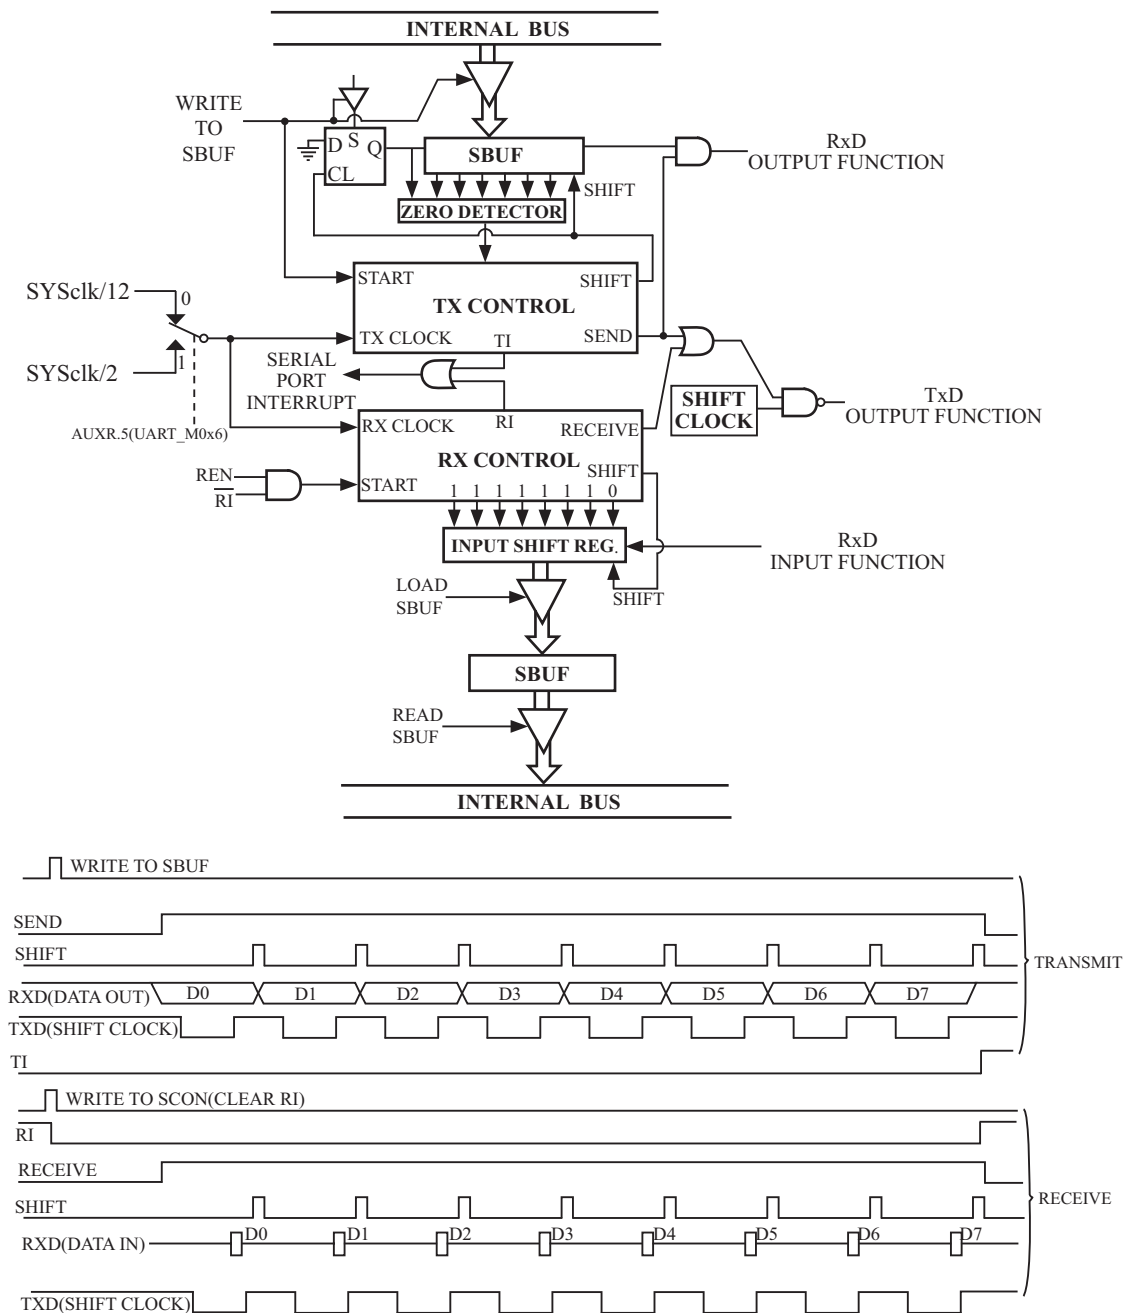 INTERNAL BUS
WRITE
TO
SBUF
D
S
Q
CL
SBUF
RxD
OUTPUT FUNCTION
SHIFT
ZERO DETECTOR
START
SHIFT
TX CONTROL
TX CLOCK
TI
SEND
SYSclk/12
0
1
SYSclk/2
AUXR.5(UART_M0x6)
SERIAL
PORT
INTERRUPT
SHIFT
CLOCK
TxD
OUTPUT FUNCTION
RX CLOCK
RI
RECEIVE
RX CONTROL
SHIFT
REN
RI
START
1 1 1 1 1 1 1 0
INPUT SHIFT REG.
RxD
INPUT FUNCTION
LOAD
SBUF
SHIFT
SBUF
READ
SBUF
INTERNAL BUS
WRITE TO SBUF
SEND
SHIFT
TRANSMIT
RXD(DATA OUT) D0 D1 D2 D3 D4 D5 D6 D7
TXD(SHIFT CLOCK)
TI
WRITE TO SCON(CLEAR RI)
RI
RECEIVE
SHIFT
RECEIVE
RXD(DATA IN) D0 D1 D2 D3 D4 D5 D6 D7
TXD(SHIFT CLOCK)